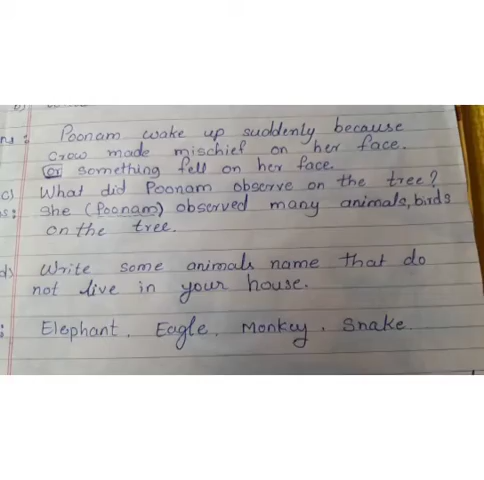 ns: Poonam wake up suddenly because
crow made mischief on her face.
or something fell on her face.
c) What did Poonam observe on the tree?
ns: She (Poonam) observed many animals, birds
on the tree.
d) Write some animals name that do
not live in your house.
: Elephant. Eagle. Monkey. Snake